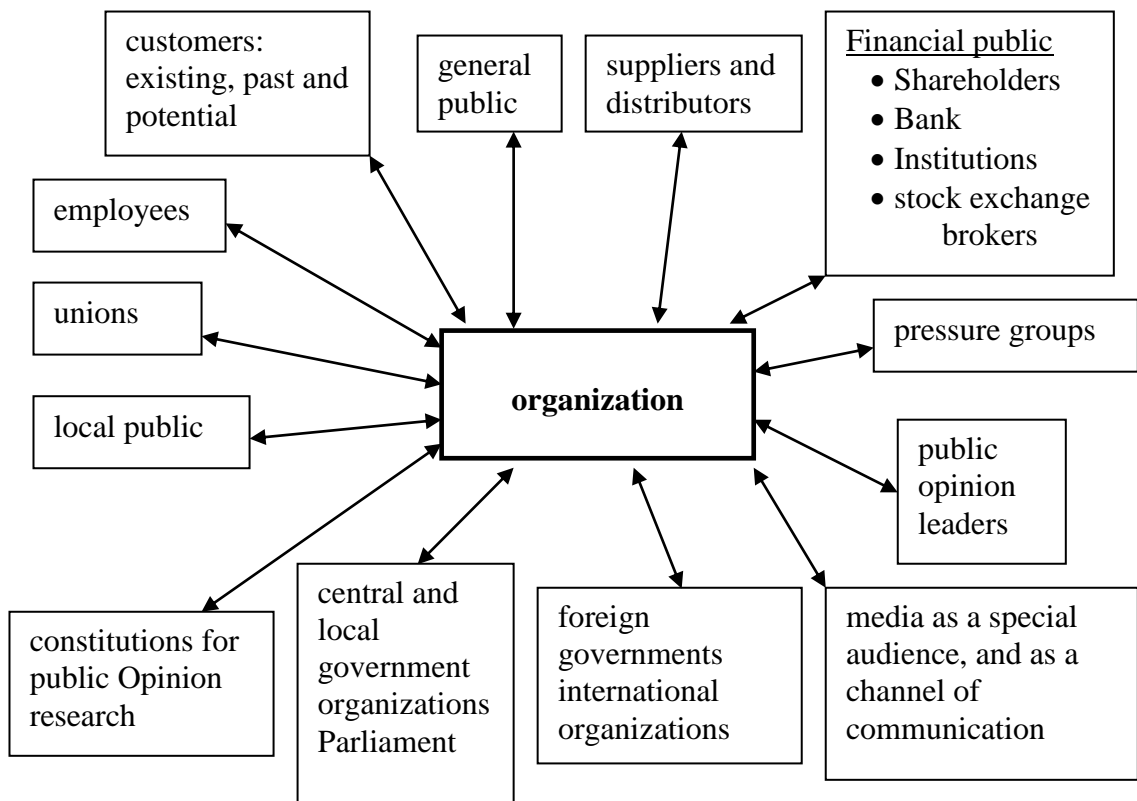 customers:
existing, past and
potential
general
public
suppliers and
distributors
Financial public
• Shareholders
• Bank
• Institutions
• stock exchange
brokers
employees
unions
local public
organization
pressure groups
public
opinion
leaders
constitutions for
public Opinion
research
central and
local
government
organizations
Parliament
foreign
governments
international
organizations
media as a special
audience, and as a
channel of
communication